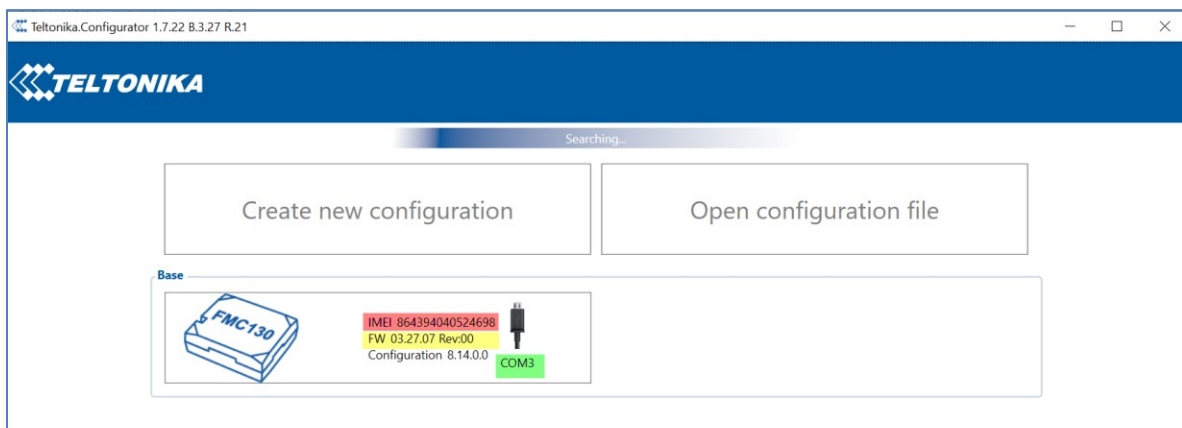 Teltonika.Configurator 1.7.22 B.3.27 R.21
TELTONIKA
Searching...
Create new configuration
Open configuration file
Base
FMC130
IMEI 864394040524698
FW 03.27.07 Rev:00
Configuration 8.14.0.0
COM3